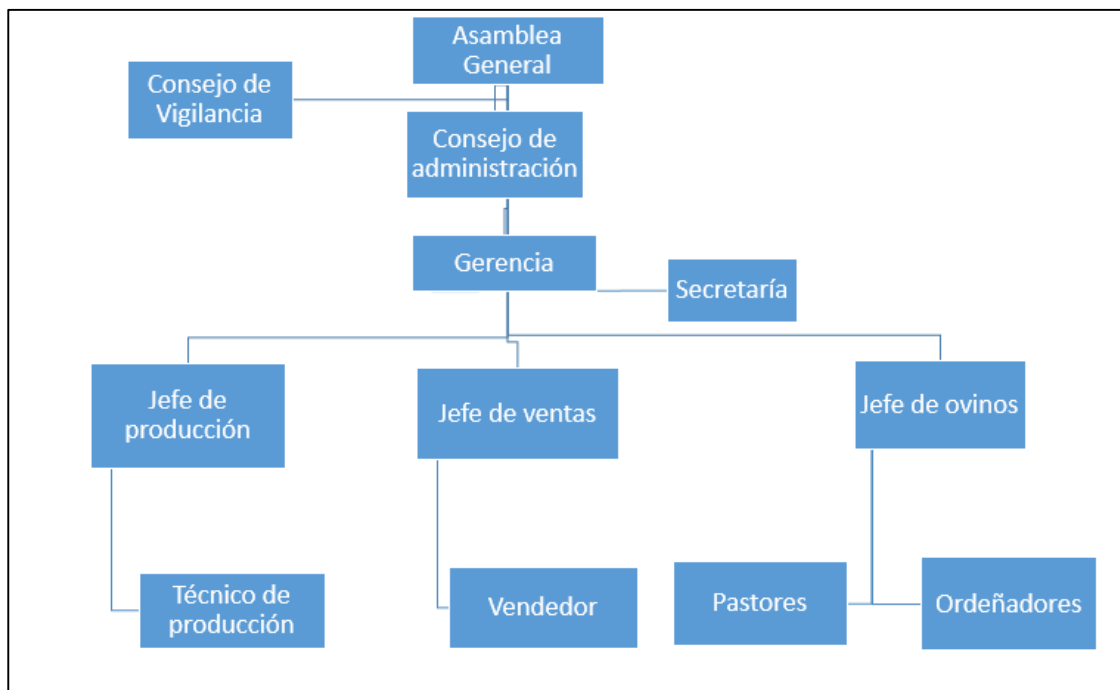 Asamblea
General
Consejo de
Vigilancia
Consejo de
administración
Gerencia
Secretaría
Jefe de
producción
Jefe de ventas
Jefe de ovinos
Técnico de
producción
Vendedor
Pastores
Ordeñadores